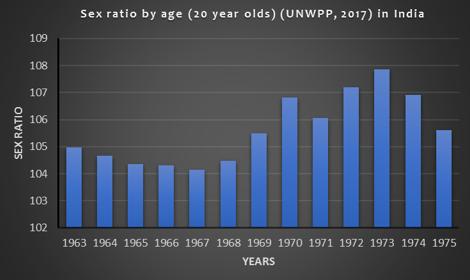 Sex ratio by age (20 year olds) (UNWPP, 2017) in India
109
108
107
106
105
104
103
102
SEX RATIO
1963 1964 1965 1966 1967 1968 1969 1970 1971 1972 1973 1974 1975
YEARS